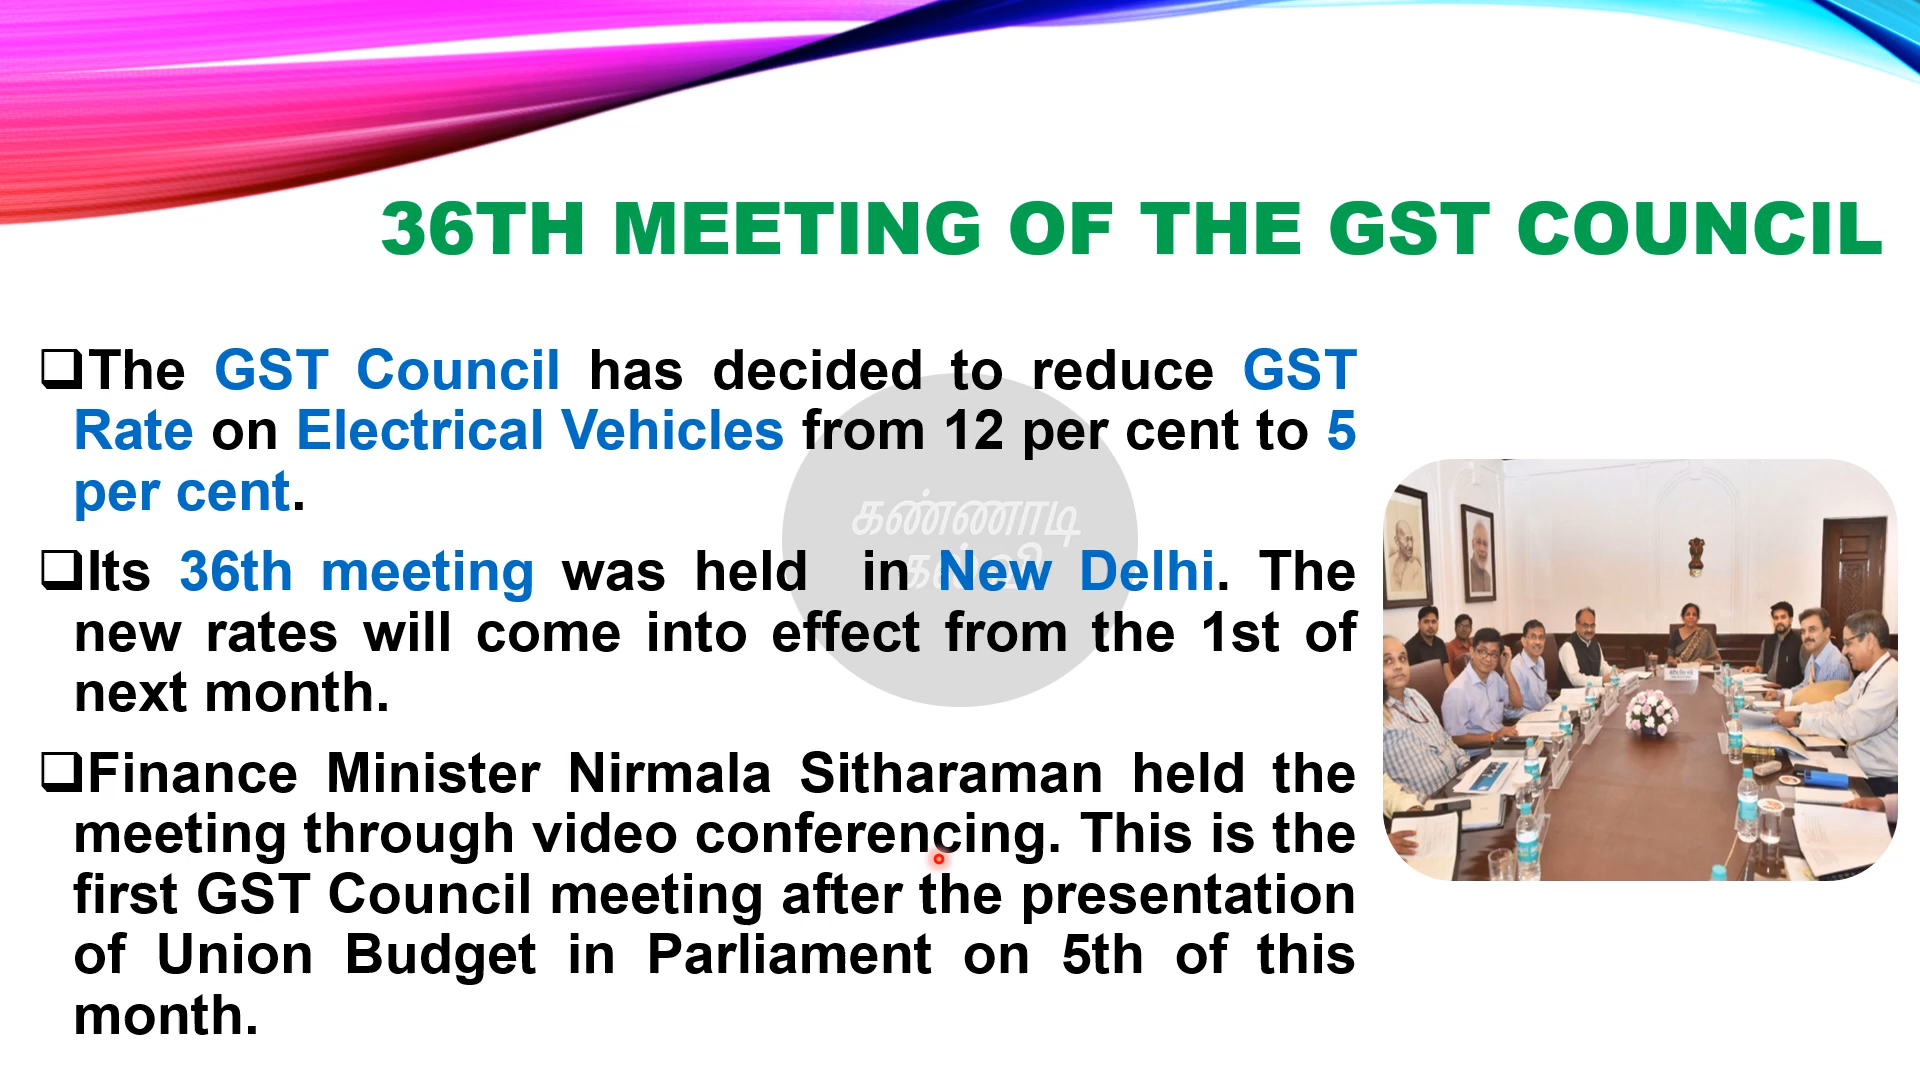 36TH MEETING OF THE GST COUNCIL
❑The GST Council has decided to reduce GST
Rate on Electrical Vehicles from 12 per cent to 5
per cent.
❑Its 36th meeting was held in New Delhi. The
new rates will come into effect from the 1st of
next month.
❑Finance Minister Nirmala Sitharaman held the
meeting through video conferencing. This is the
first GST Council meeting after the presentation
of Union Budget in Parliament on 5th of this
month.
கண்ணாடி
கல்வி